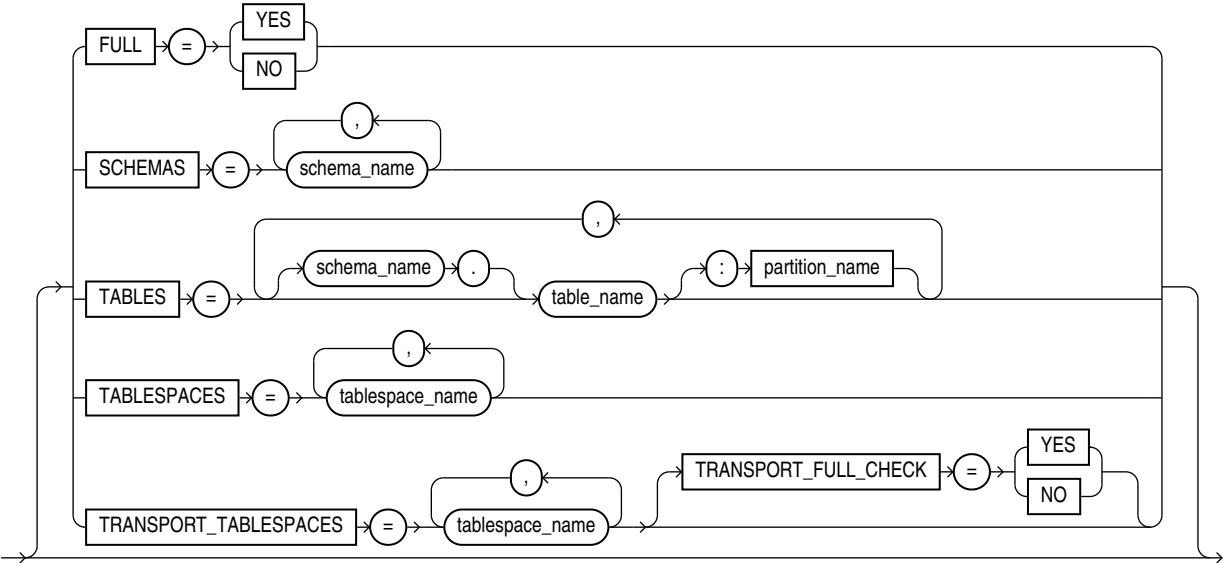 YES
FULL =
NO
,
SCHEMAS = schema_name
,
schema_name . : partition_name
TABLES = table_name
,
TABLESPACES = tablespace_name
YES
, TRANSPORT_FULL_CHECK =
NO
TRANSPORT_TABLESPACES = tablespace_name